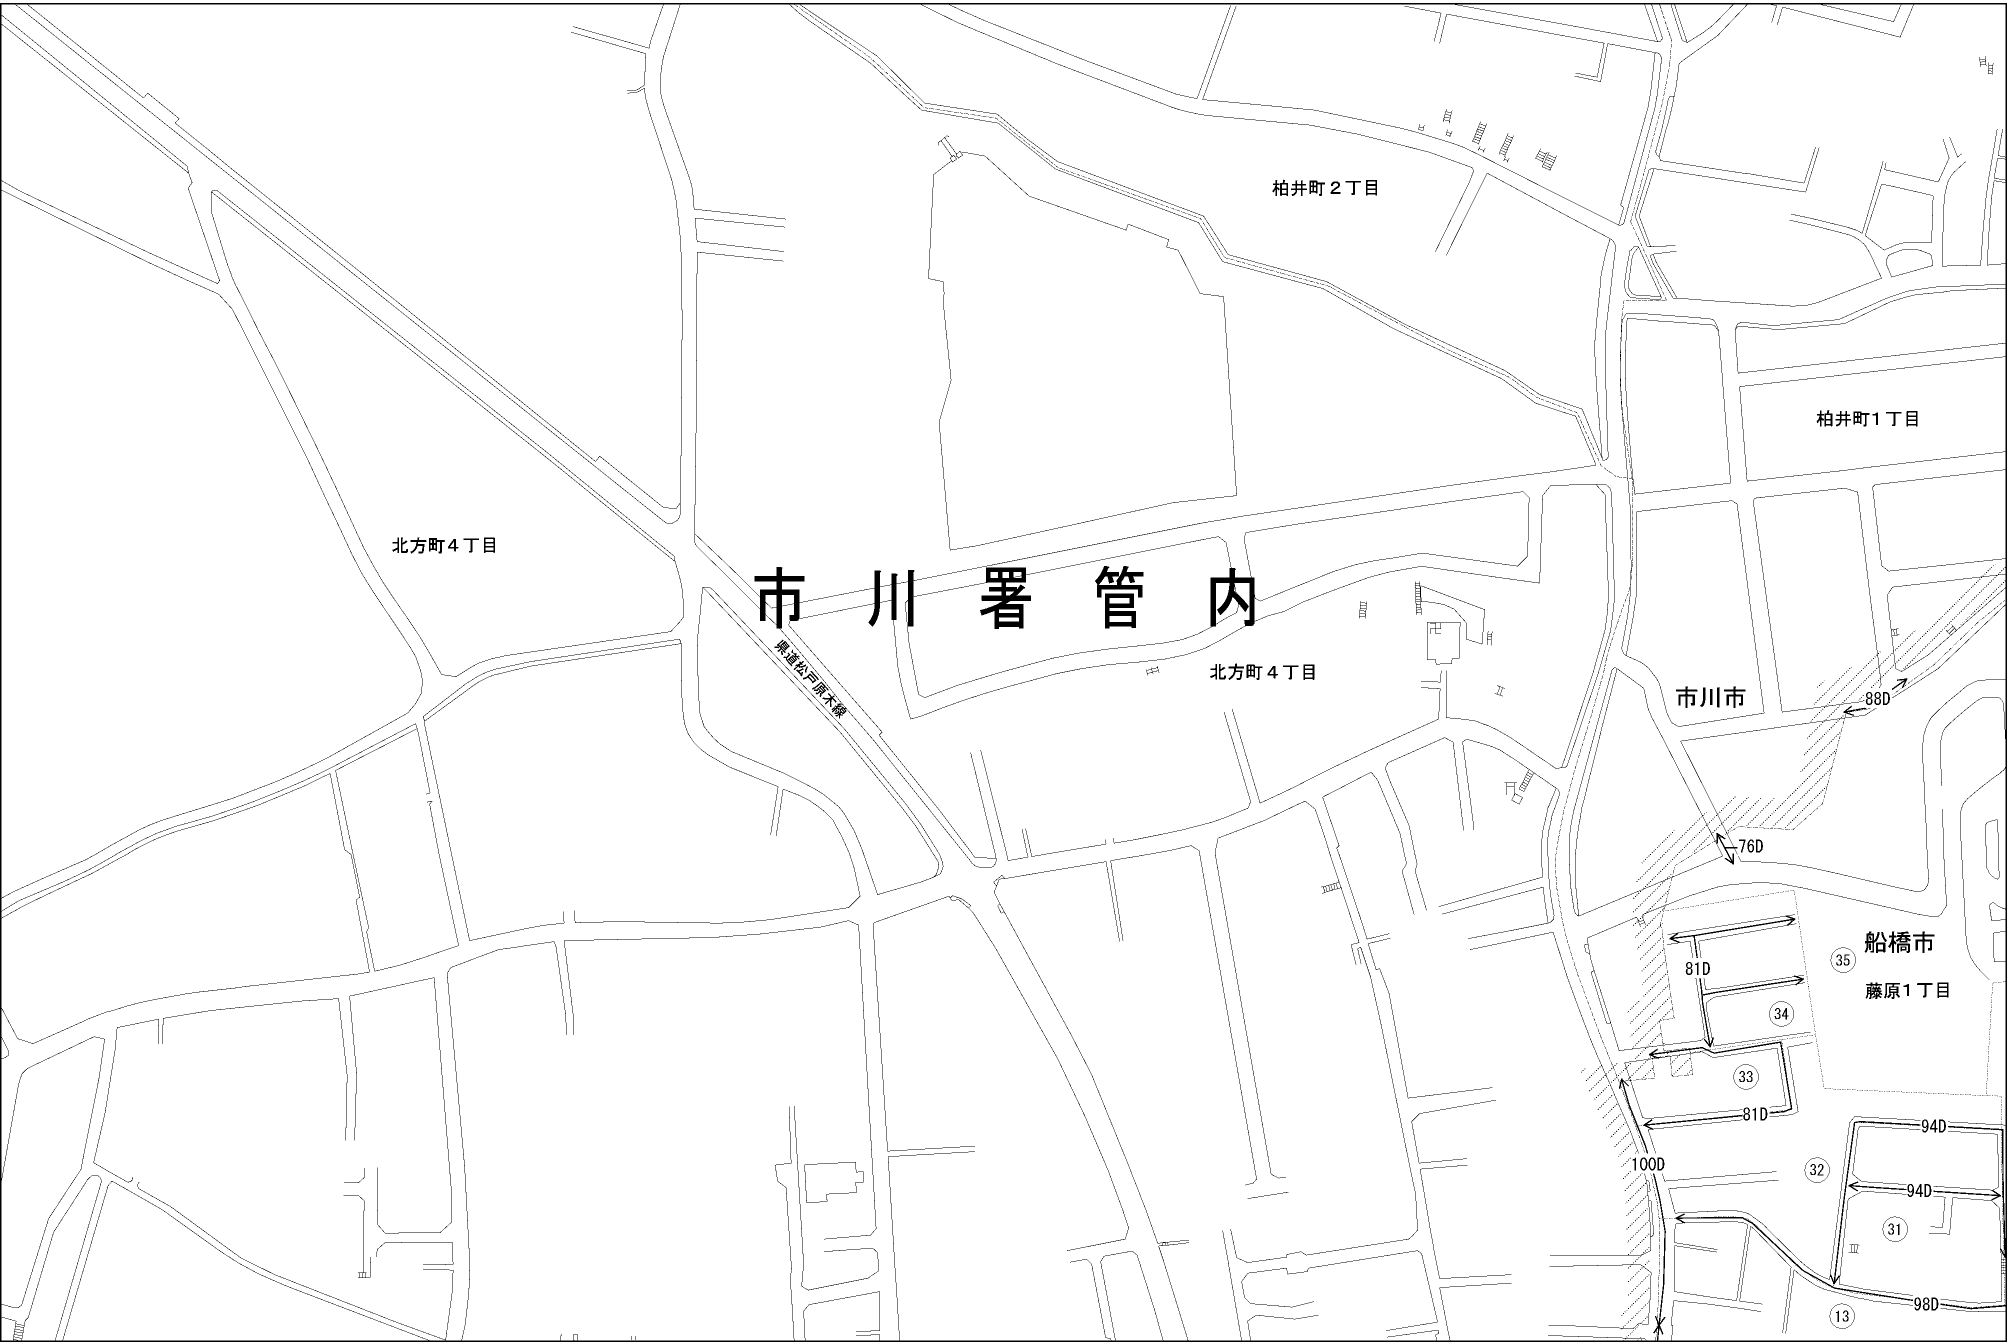 柏井町２丁目
柏井町１丁目
北方町４丁目
市川署管内
県道松戸原木線
北方町４丁目
市川市
88D
76D
船橋市
35
81D
藤原１丁目
34
33
81D
94D
100D
32
94D
31
98D
13